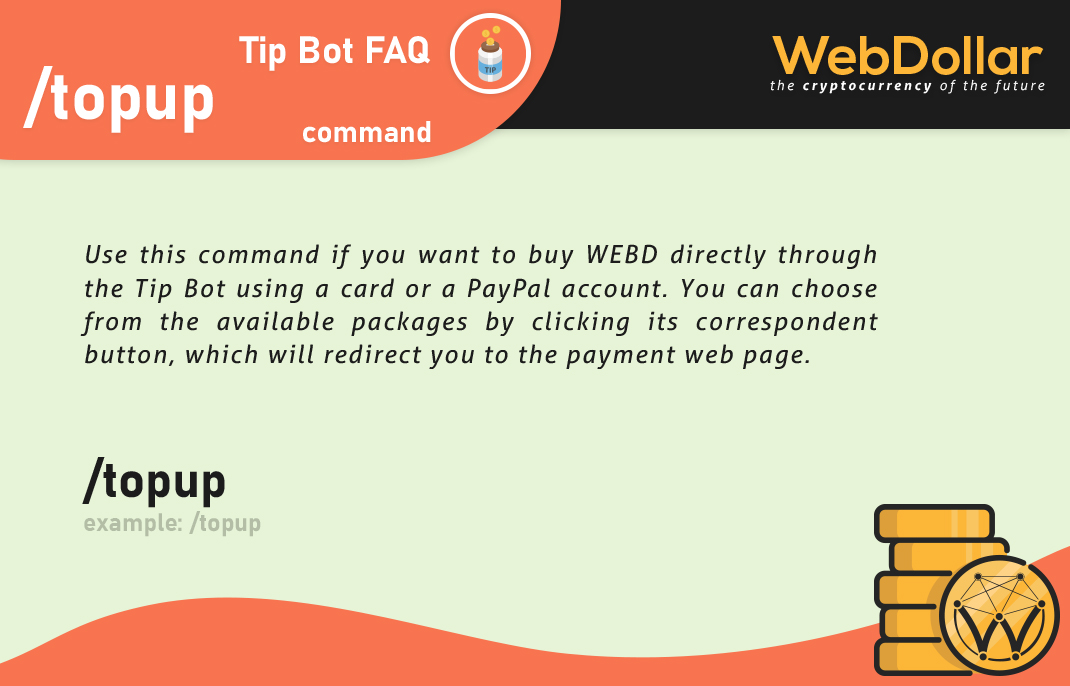 Tip Bot FAQ
/topup
command
TIP
WebDollar
the cryptocurrency of the future
Use this command if you want to buy WEBD directly through
the Tip Bot using a card or a PayPal account. You can choose
from the available packages by clicking its correspondent
button, which will redirect you to the payment web page.
/topup
example: /topup